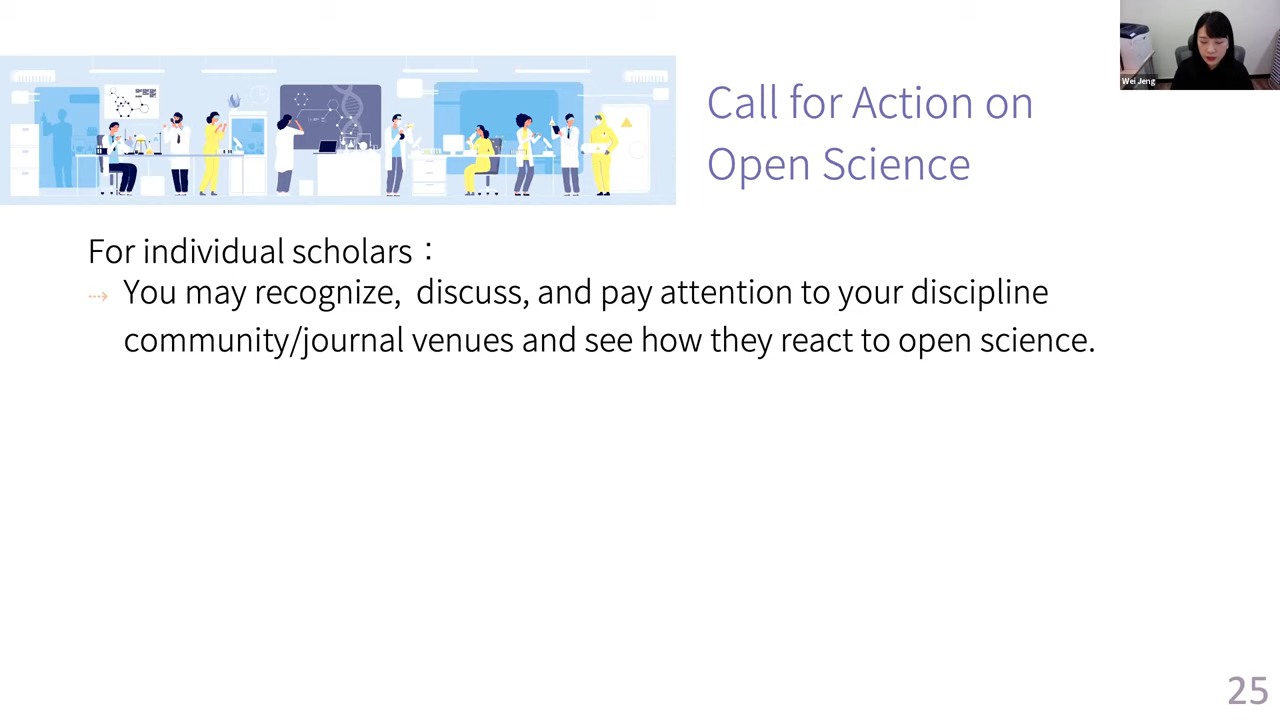 Wei Jeng
Call for Action on
Open Science
For individual scholars：
⇢ You may recognize,  discuss, and pay attention to your discipline
community/journal venues and see how they react to open science.
25